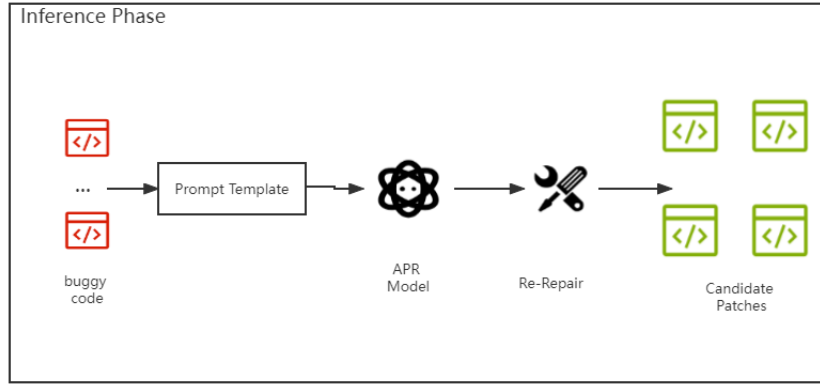 Inference Phase
</>
...
</>
buggy
code
Prompt Template
APR
Model
Re-Repair
</>
</>
</>
</>
Candidate
Patches